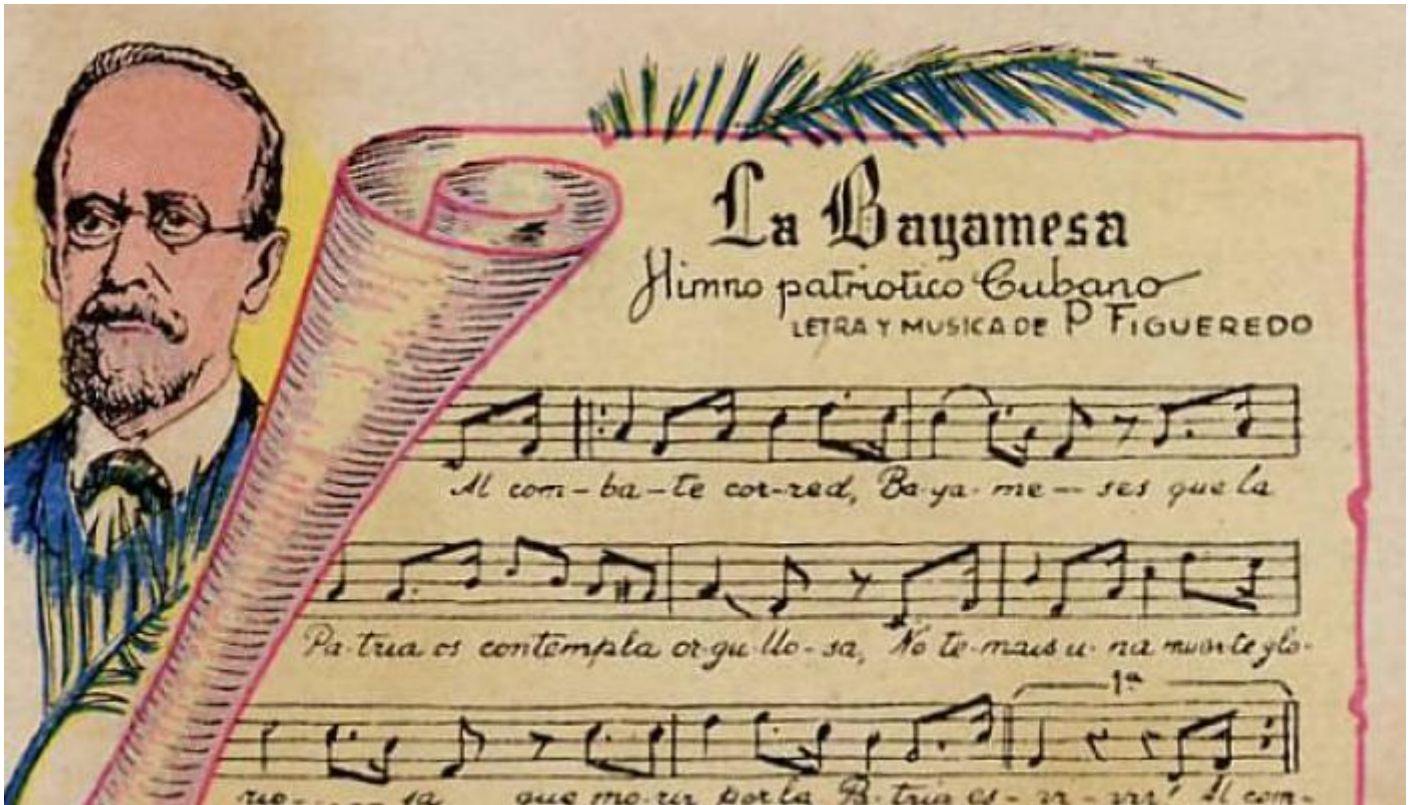 La Bayamesa
Himno patriotico Cubano
LETRA Y MUSICA DE P FIGUEREDO
Al com-ba-te cor-red, Ba-ya-me-ses que la
Pa-tria os contempla or-gu-llo-sa, No te-mais u-na muerte glo-
1ª
rio-sa que mo-rir por la Pa-tria es vi-vir! Al com-